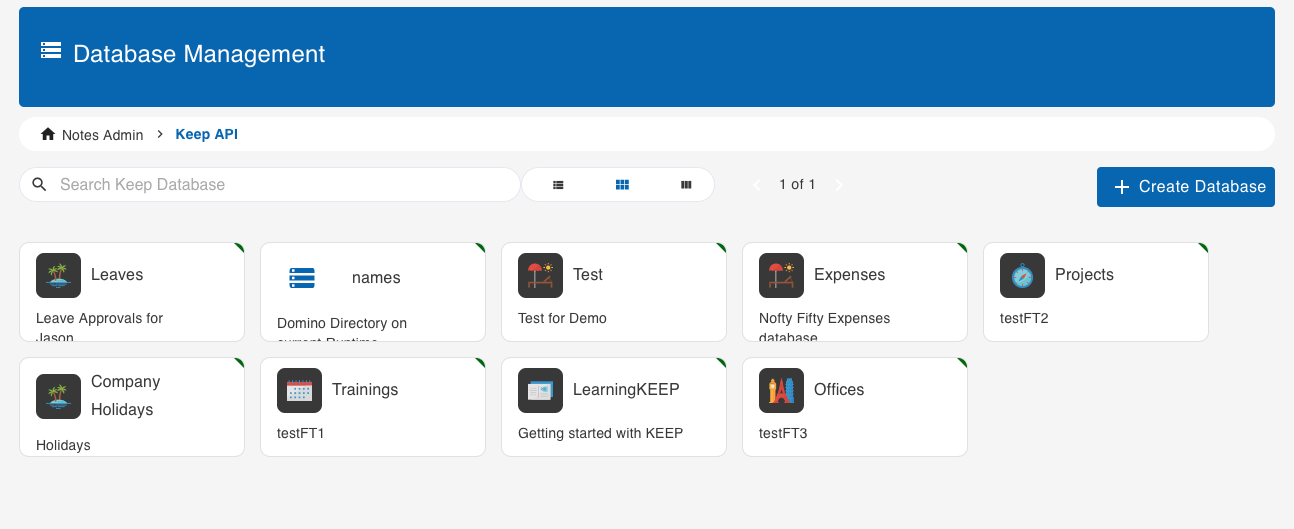 Database Management
Notes Admin > Keep API
Search Keep Database
1 of 1
+ Create Database
Leaves
Leave Approvals for
Jason
names
Domino Directory on
current Runtime
Test
Test for Demo
Expenses
Nofty Fifty Expenses
database
Projects
testFT2
Company
Holidays
Holidays
Trainings
testFT1
LearningKEEP
Getting started with KEEP
Offices
testFT3